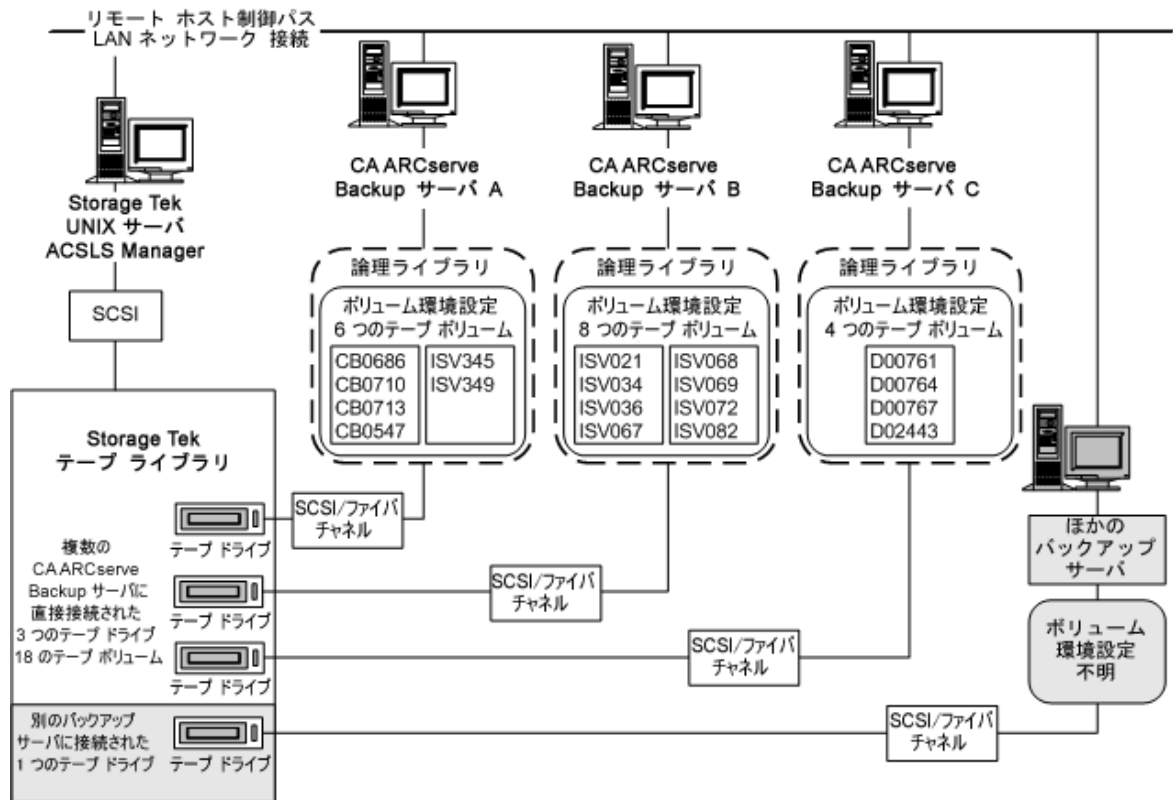 リモート ホスト制御パス
LAN ネットワーク 接続
Storage Tek
UNIX サーバ
ACSLS Manager
SCSI
CA ARCserve
Backup サーバ A
論理ライブラリ
ボリューム環境設定
6 つのテープ ボリューム
CB0686
CB0710
CB0713
CB0547
ISV345
ISV349
CA ARCserve
Backup サーバ B
論理ライブラリ
ボリューム環境設定
8 つのテープ ボリューム
ISV021
ISV034
ISV036
ISV067
ISV068
ISV069
ISV072
ISV082
CA ARCserve
Backup サーバ C
論理ライブラリ
ボリューム環境設定
4 つのテープ ボリューム
D00761
D00764
D00767
D02443
ほかの
バックアップ
サーバ
ボリューム
環境設定
不明
Storage Tek
テープ ライブラリ
複数の
CA ARCserve
Backup サーバに
直接接続された
3 つのテープ ドライブ
18 のテープ ボリューム
テープ ドライブ
テープ ドライブ
テープ ドライブ
SCSI/ファイバ
チャネル
SCSI/ファイバ
チャネル
SCSI/ファイバ
チャネル
別のバックアップ
サーバに接続された
1 つのテープ ドライブ
テープ ドライブ
SCSI/ファイバ
チャネル